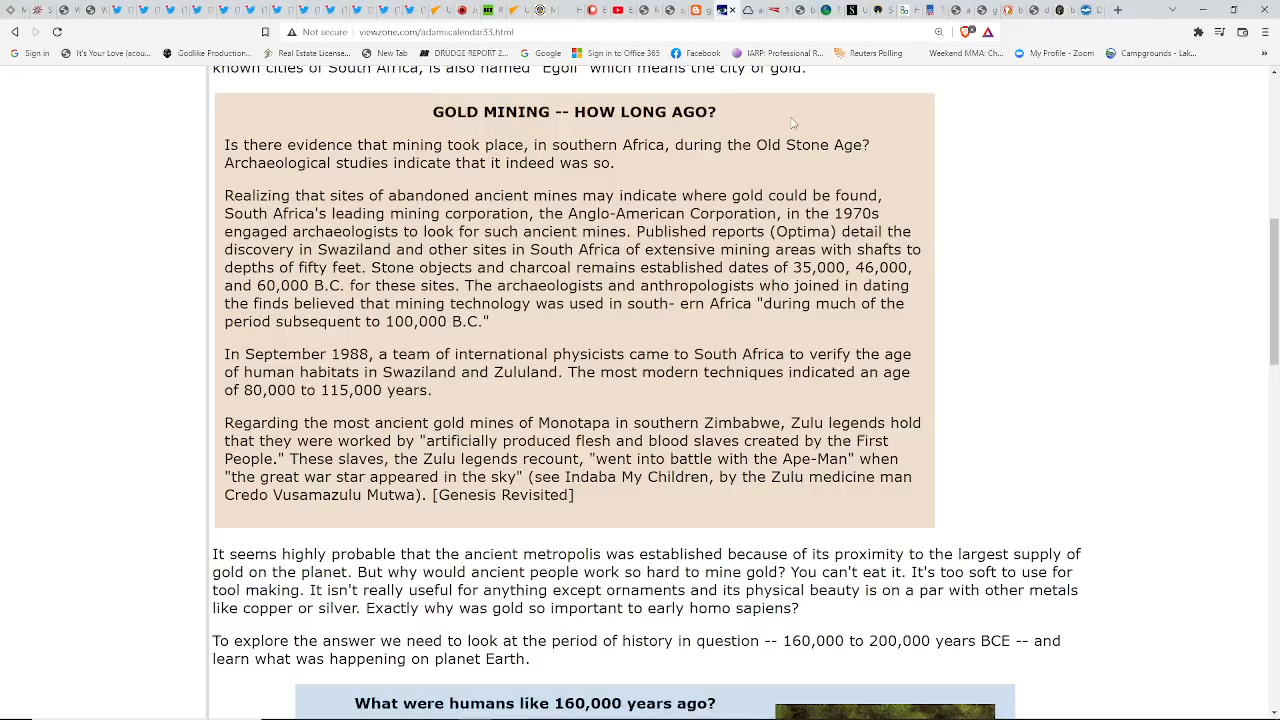 Not secure | viewzone.com/adamscalendar33.html
Sign in It's Your Love (acou... Godlike Production... New Tab DRUDGE REPORT 2... Google Sign in to Office 365 Facebook IARP: Professional R... Reuters Polling Weekend MMA: Ch... My Profile - Zoom Campgrounds - Lak... »
known cities of South Africa, is also named "Egoli" which means the city of gold.
GOLD MINING -- HOW LONG AGO?
Is there evidence that mining took place, in southern Africa, during the Old Stone Age?
Archaeological studies indicate that it indeed was so.
Realizing that sites of abandoned ancient mines may indicate where gold could be found,
South Africa's leading mining corporation, the Anglo-American Corporation, in the 1970s
engaged archaeologists to look for such ancient mines. Published reports (Optima) detail the
discovery in Swaziland and other sites in South Africa of extensive mining areas with shafts to
depths of fifty feet. Stone objects and charcoal remains established dates of 35,000, 46,000,
and 60,000 B.C. for these sites. The archaeologists and anthropologists who joined in dating
the finds believed that mining technology was used in south- ern Africa "during much of the
period subsequent to 100,000 B.C."
In September 1988, a team of international physicists came to South Africa to verify the age
of human habitats in Swaziland and Zululand. The most modern techniques indicated an age
of 80,000 to 115,000 years.
Regarding the most ancient gold mines of Monotapa in southern Zimbabwe, Zulu legends hold
that they were worked by "artificially produced flesh and blood slaves created by the First
People." These slaves, the Zulu legends recount, "went into battle with the Ape-Man" when
"the great war star appeared in the sky" (see Indaba My Children, by the Zulu medicine man
Credo Vusamazulu Mutwa). [Genesis Revisited]
It seems highly probable that the ancient metropolis was established because of its proximity to the largest supply of
gold on the planet. But why would ancient people work so hard to mine gold? You can't eat it. It's too soft to use for
tool making. It isn't really useful for anything except ornaments and its physical beauty is on a par with other metals
like copper or silver. Exactly why was gold so important to early homo sapiens?
To explore the answer we need to look at the period of history in question -- 160,000 to 200,000 years BCE -- and
learn what was happening on planet Earth.
What were humans like 160,000 years ago?